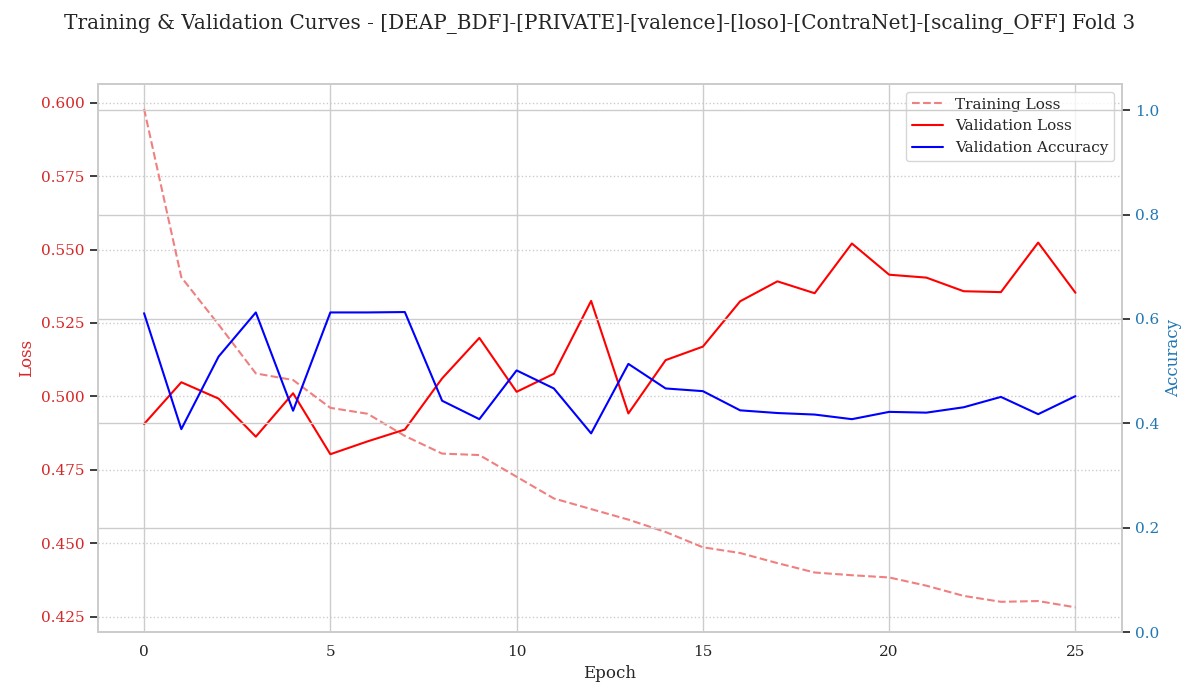 Training & Validation Curves - [DEAP_BDF]-[PRIVATE]-[valence]-[loso]-[ContraNet]-[scaling_OFF] Fold 3
Training Loss
Validation Loss
Validation Accuracy
Loss
0.600
0.575
0.550
0.525
0.500
0.475
0.450
0.425
1.0
0.8
0.6
0.4
0.2
0.0
Accuracy
0
5
10
15
20
25
Epoch